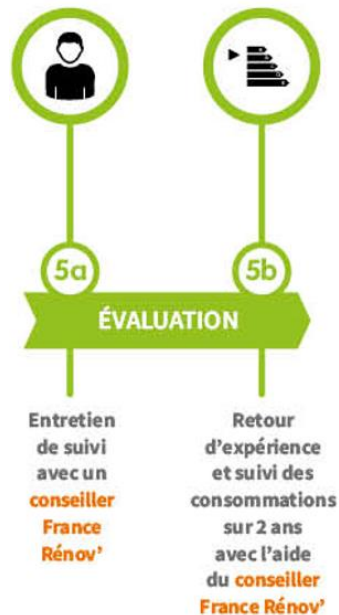 5a
5b
ÉVALUATION
Entretien
de suivi
avec un
conseiller
France
Rénov’
Retour
d’expérience
et suivi des
consommations
sur 2 ans
avec l’aide
du conseiller
France Rénov’